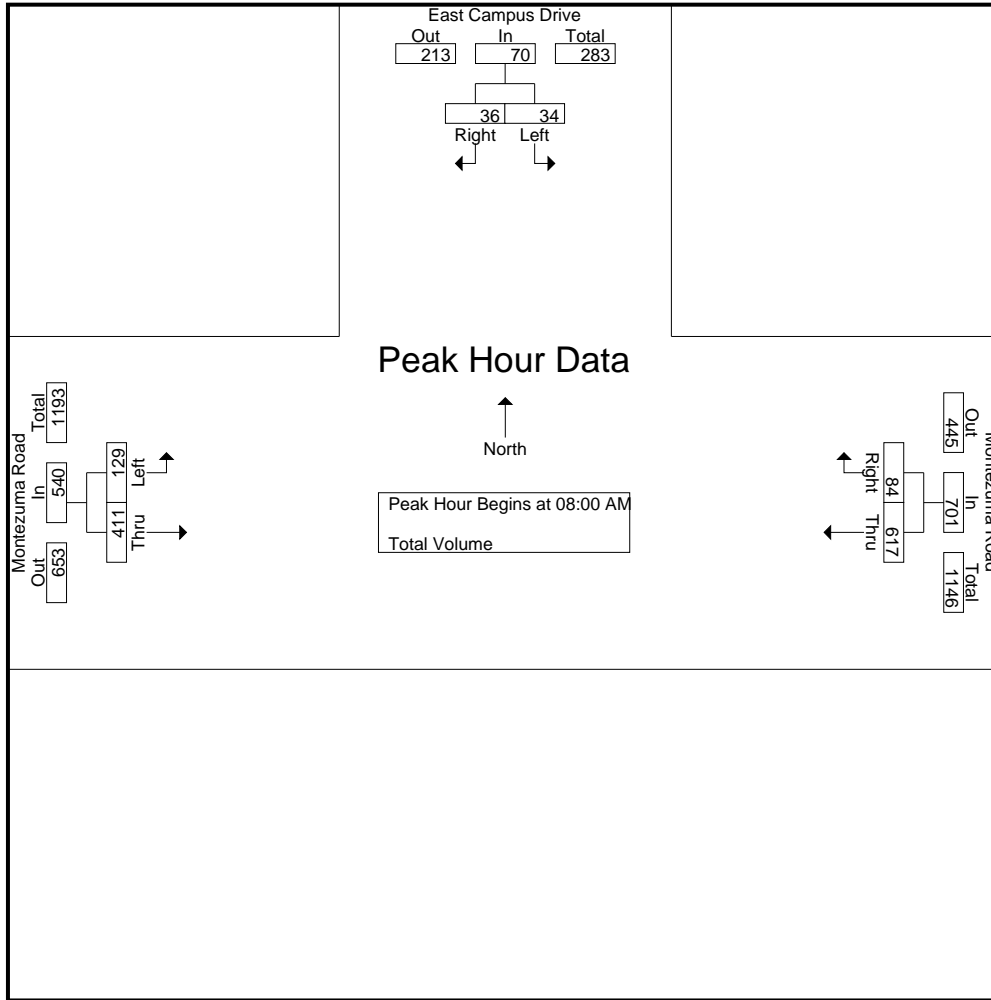 East Campus Drive
Out In Total
213 70 283
36 34
Right Left
Peak Hour Data
North
Peak Hour Begins at 08:00 AM
Total Volume
Montezuma Road
Out In Total
653 540 1193
411 129
Thru Left
Montezuma Road
Out In Total
445 701 1146
84 617
Right Thru